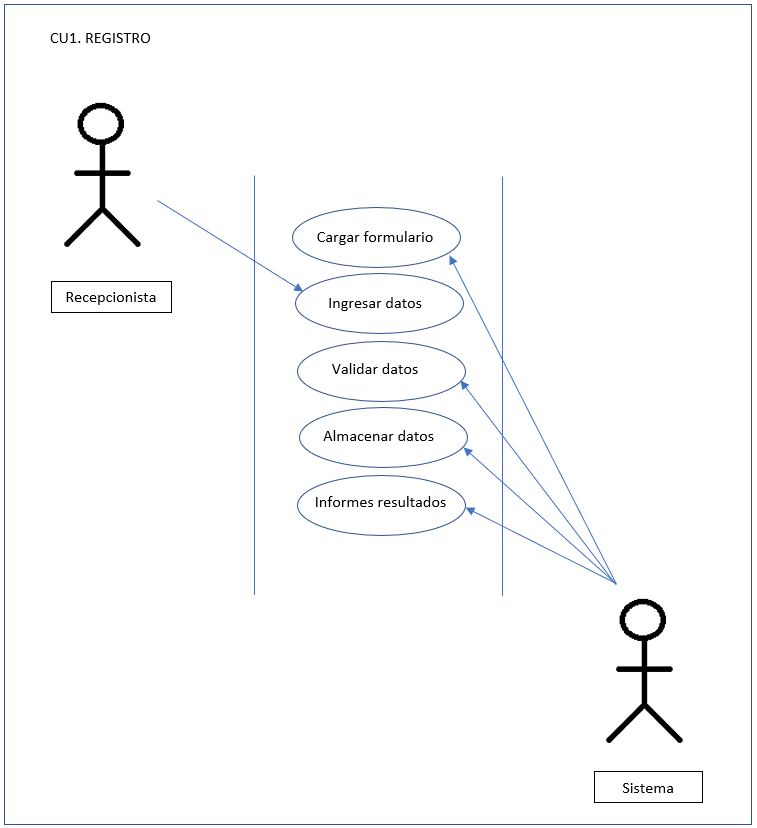 CU1. REGISTRO
Cargar formulario
Ingresar datos
Recepcionista
Validar datos
Almacenar datos
Informes resultados
Sistema